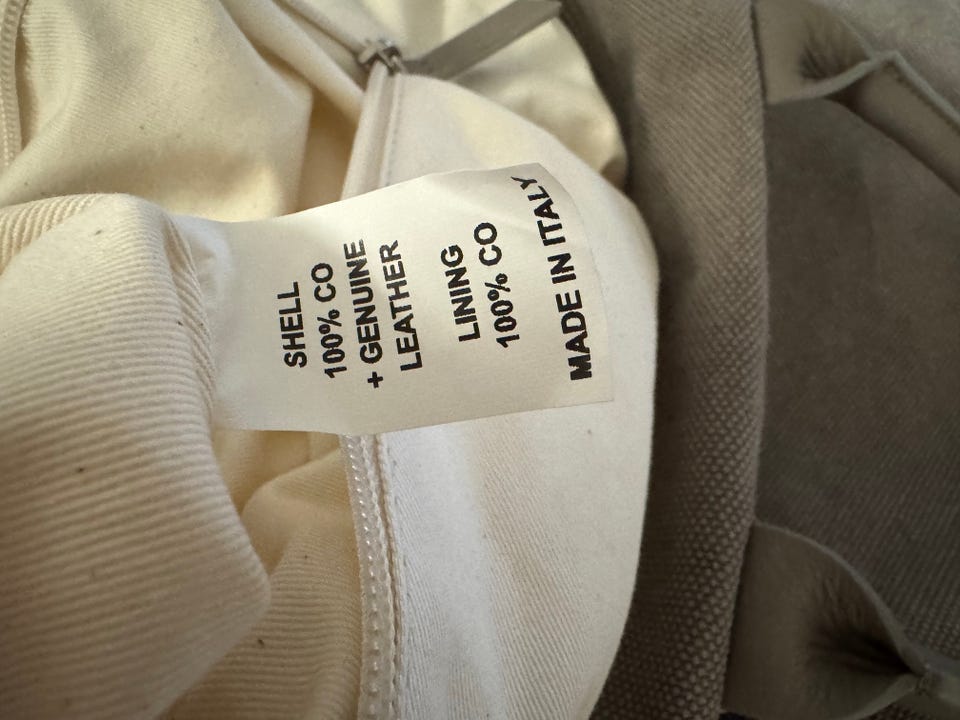 SHELL
100% CO
+ GENUINE
LEATHER
LINING
100% CO
MADE IN ITALY